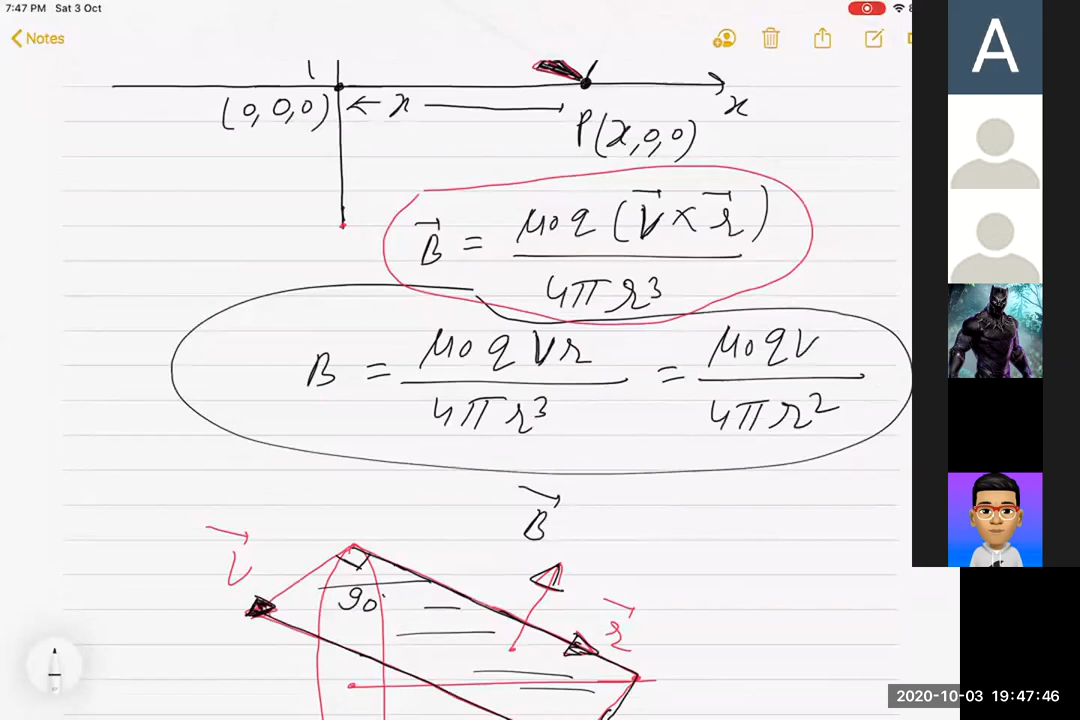 7:47 PM Sat 3 Oct
Notes
A
(0,0,0) ← x
x
P(x,0,0)
B⃗ = μ0 q (V⃗ × r⃗) / 4π r³
B = μ0 q V r / 4π r³ = μ0 q V / 4π r²
B⃗
V⃗
90°
r⃗
2020-10-03 19:47:46